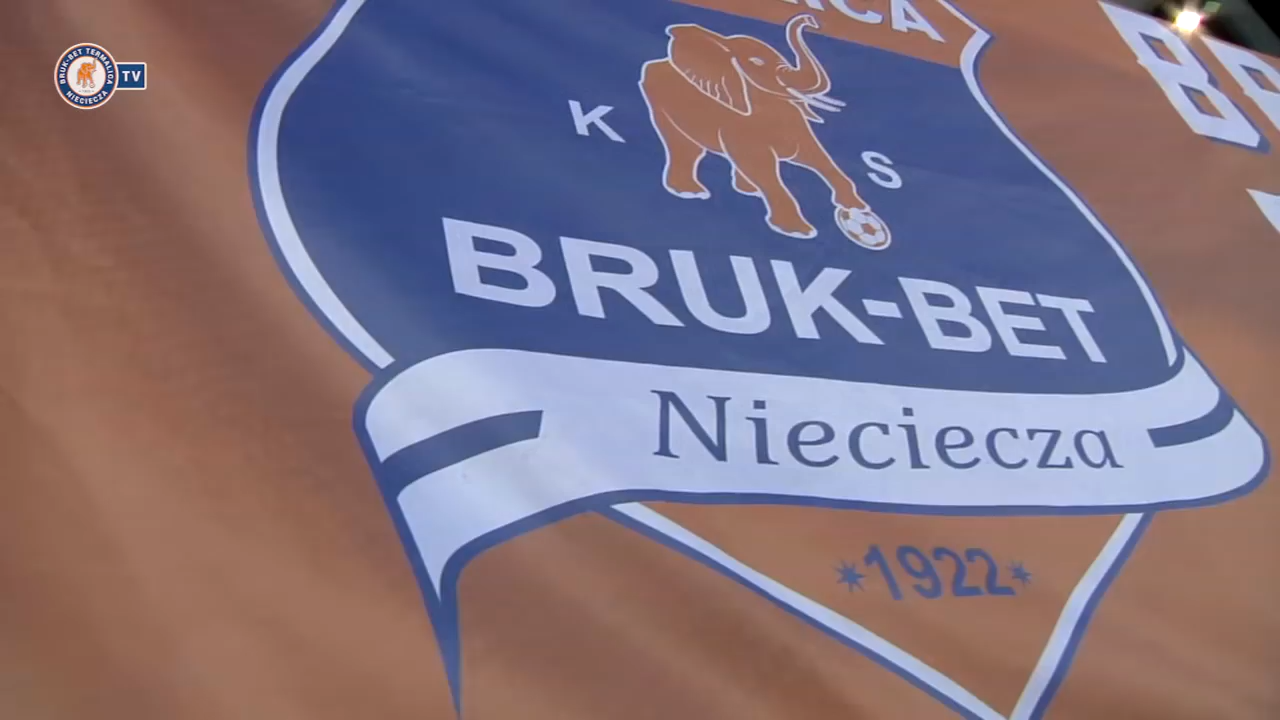 BRUK-BET TERMALICA
NIECIECZA
TV
K S
BRUK-BET
Nieciecza
*1922*